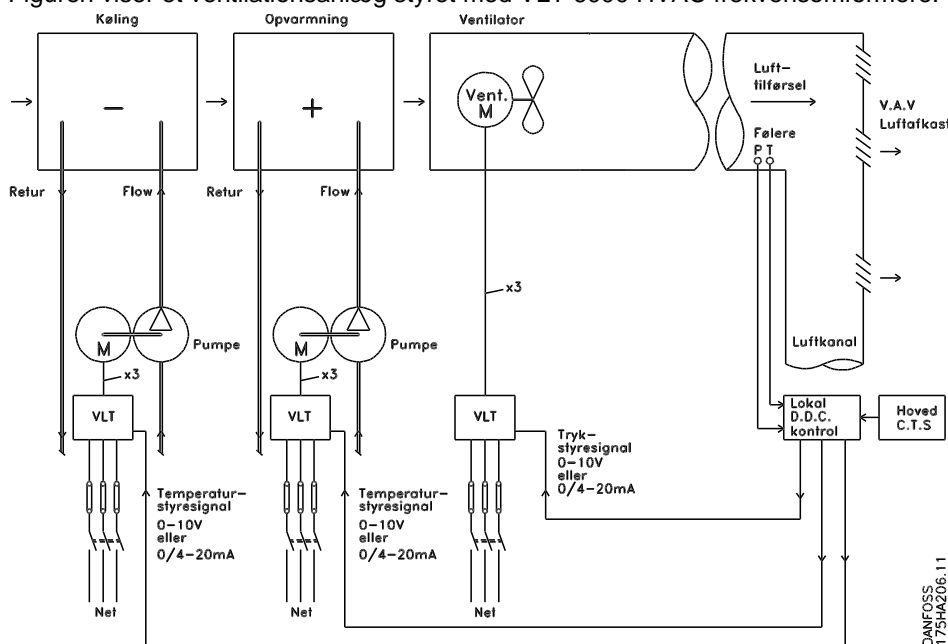 Figuren viser et ventilationsanlæg styret med VLT 6000 HVAC frekvensomformere.
Køling
Opvarmning
Ventilator
−
+
Vent.
M
Luft-
tilførsel
Følere
P T
V.A.V
Luftafkast
Retur
Flow
Retur
Flow
x3
M
Pumpe
M
Pumpe
Luftkanal
x3
x3
VLT
VLT
VLT
Lokal
D.D.C.
kontrol
Hoved
C.T.S
Tryk-
styresignal
0-10V
eller
0/4-20mA
Temperatur-
styresignal
0-10V
eller
0/4-20mA
Temperatur-
styresignal
0-10V
eller
0/4-20mA
Net
Net
Net
DANFOSS
175HA206.11